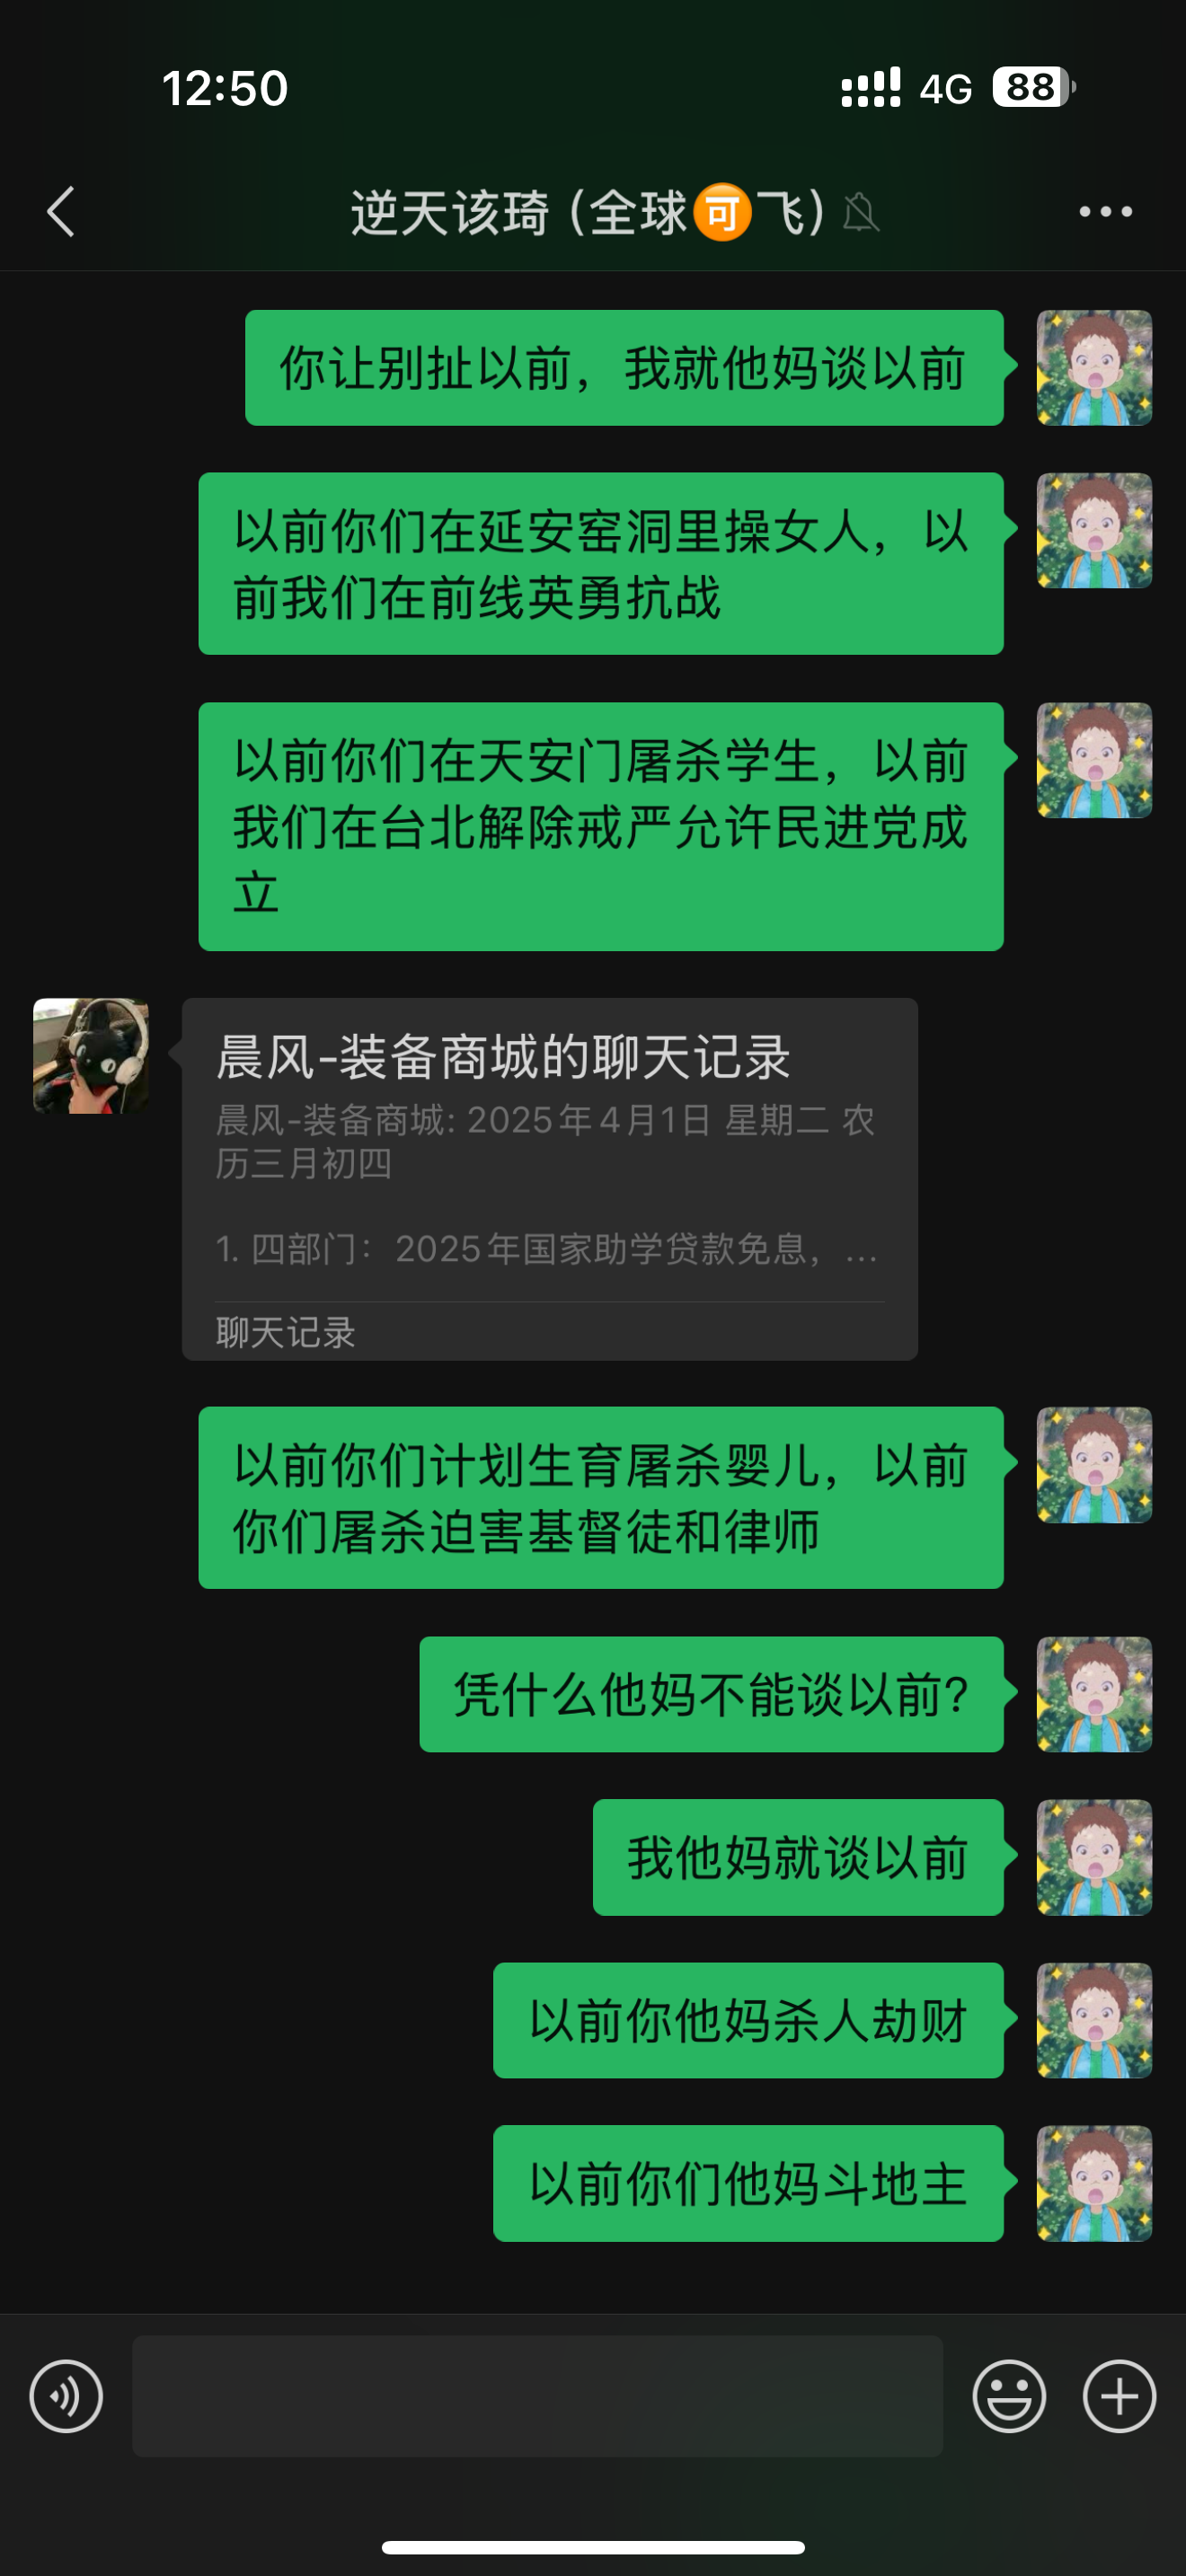 12:50
4G
88
逆天该琦 (全球🉑飞)
你让别扯以前，我就他妈谈以前
以前你们在延安窑洞里操女人，以
前我们在前线英勇抗战
以前你们在天安门屠杀学生，以前
我们在台北解除戒严允许民进党成
立
晨风-装备商城的聊天记录
晨风-装备商城: 2025年4月1日 星期二 农
历三月初四
1. 四部门：2025年国家助学贷款免息，...
聊天记录
以前你们计划生育屠杀婴儿，以前
你们屠杀迫害基督徒和律师
凭什么他妈不能谈以前?
我他妈就谈以前
以前你他妈杀人劫财
以前你们他妈斗地主